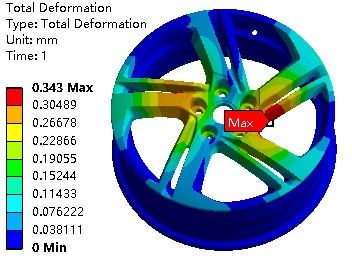 Total Deformation
Type: Total Deformation
Unit: mm
Time: 1
0.343 Max
0.30489
0.26678
0.22866
0.19055
0.15244
0.11433
0.076222
0.038111
0 Min
Max